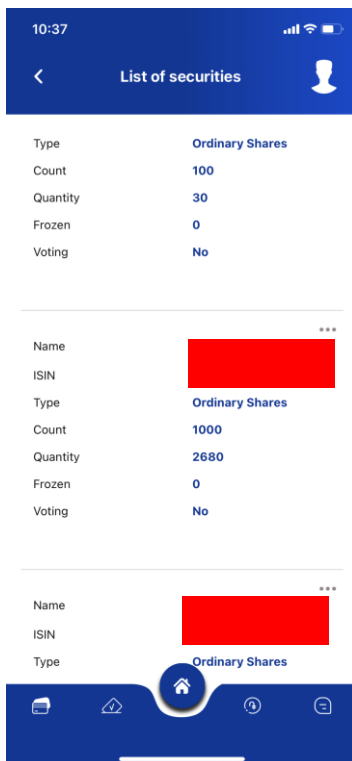 10:37
List of securities
Type Ordinary Shares
Count 100
Quantity 30
Frozen 0
Voting No
Name
ISIN
Type Ordinary Shares
Count 1000
Quantity 2680
Frozen 0
Voting No
Name
ISIN
Type Ordinary Shares